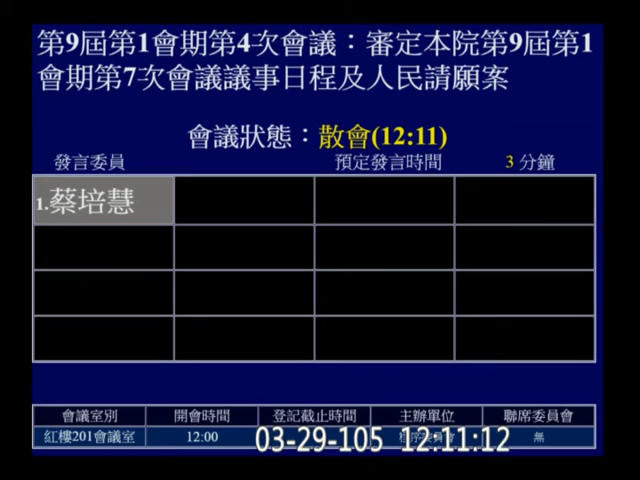 第9屆第1會期第4次會議：審定本院第9屆第1
會期第7次會議議事日程及人民請願案
會議狀態：散會(12:11)
發言委員 預定發言時間 3 分鐘
1.蔡培慧
會議室別 開會時間 登記截止時間 主辦單位 聯席委員會
紅樓201會議室 12:00 無
03-29-105 12:11:12